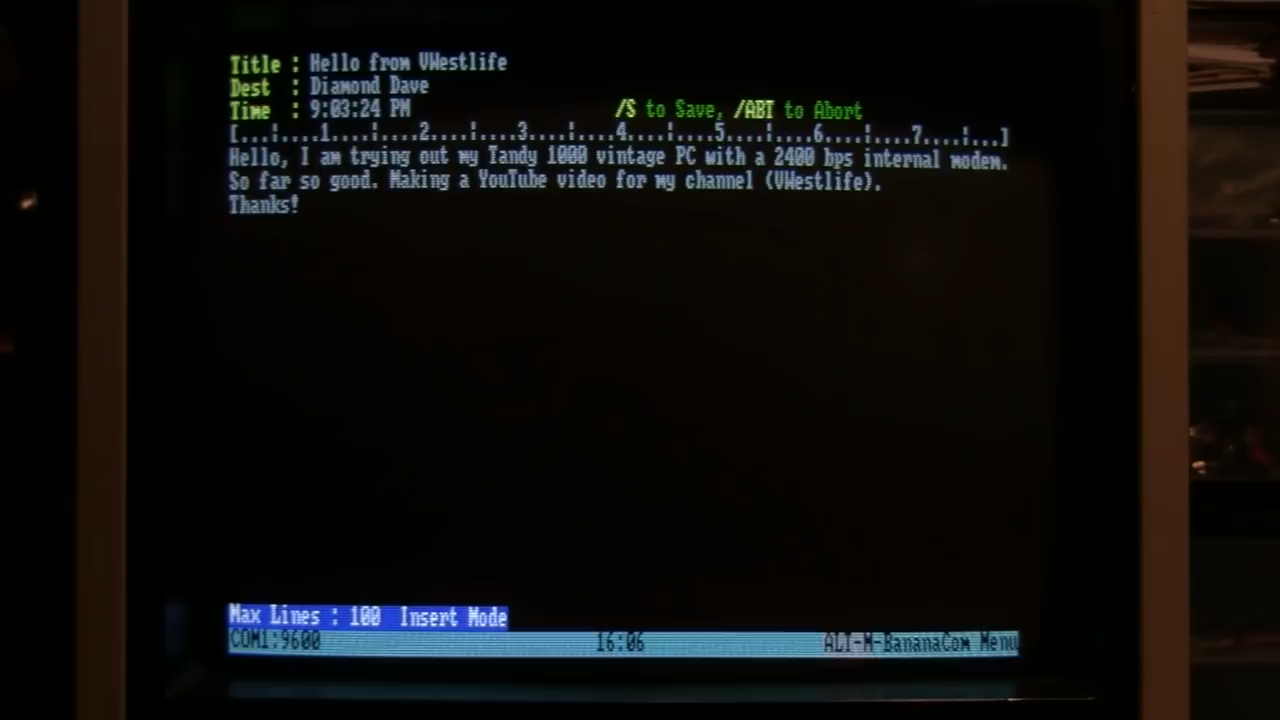 Title : Hello from VWestlife
Dest : Diamond Dave
Time : 9:03:24 PM /S to Save, /ABT to Abort
[...¦....1....¦....2....¦....3....¦....4....¦....5....¦....6....¦....7....¦...]
Hello, I am trying out my Tandy 1000 vintage PC with a 2400 bps internal modem.
So far so good. Making a YouTube video for my channel (VWestlife).
Thanks!
Max Lines : 100 Insert Mode
COM1:9600 16:06 ALT-M-BananaCom Menu